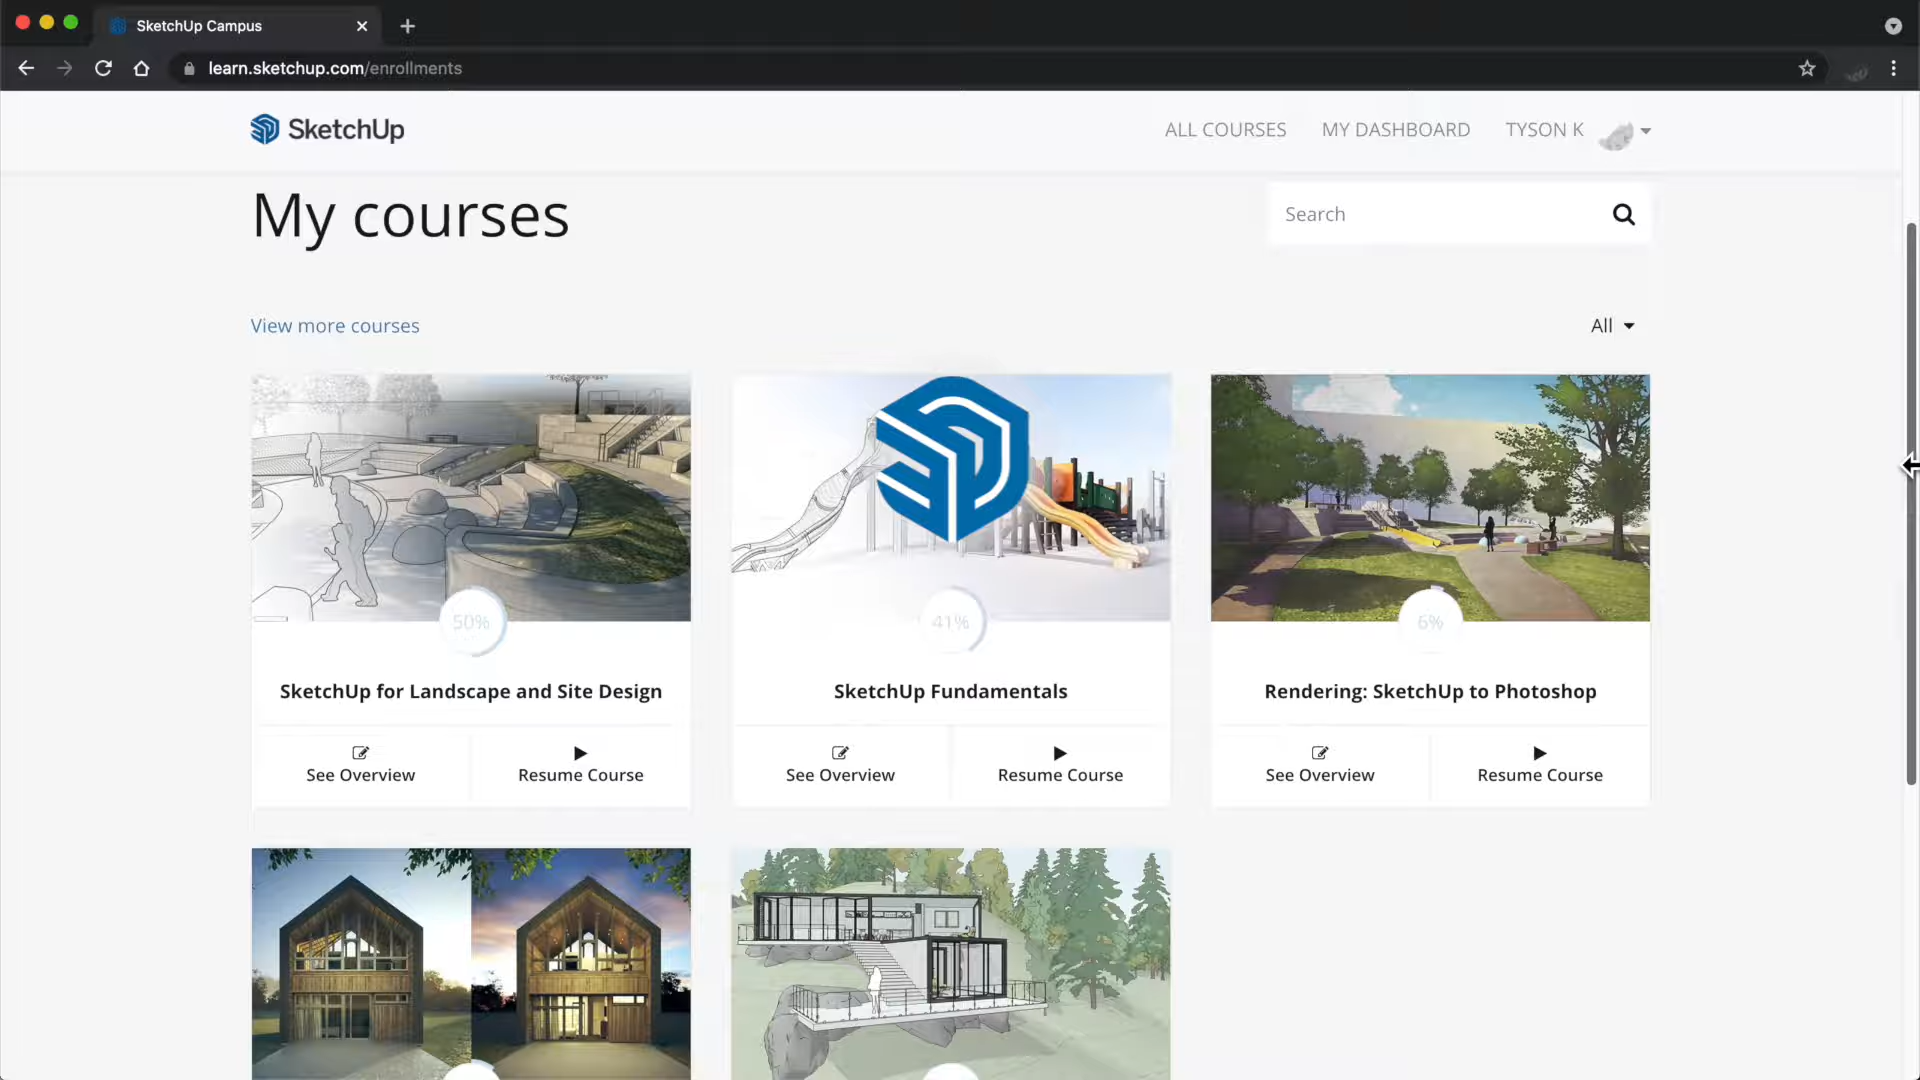 SketchUp Campus
learn.sketchup.com/enrollments
SketchUp
ALL COURSES
MY DASHBOARD
TYSON K
My courses
Search
View more courses
All
50%
41%
6%
SketchUp for Landscape and Site Design
SketchUp Fundamentals
Rendering: SketchUp to Photoshop
See Overview
Resume Course
See Overview
Resume Course
See Overview
Resume Course